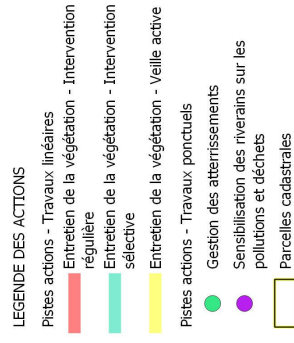 LEGENDE DES ACTIONS
Pistes actions - Travaux linéaires
Entretien de la végétation - Intervention
régulière
Entretien de la végétation - Intervention
sélective
Entretien de la végétation - Veille active
Pistes actions - Travaux ponctuels
Gestion des atterrissements
Sensibilisation des riverains sur les
pollutions et déchets
Parcelles cadastrales